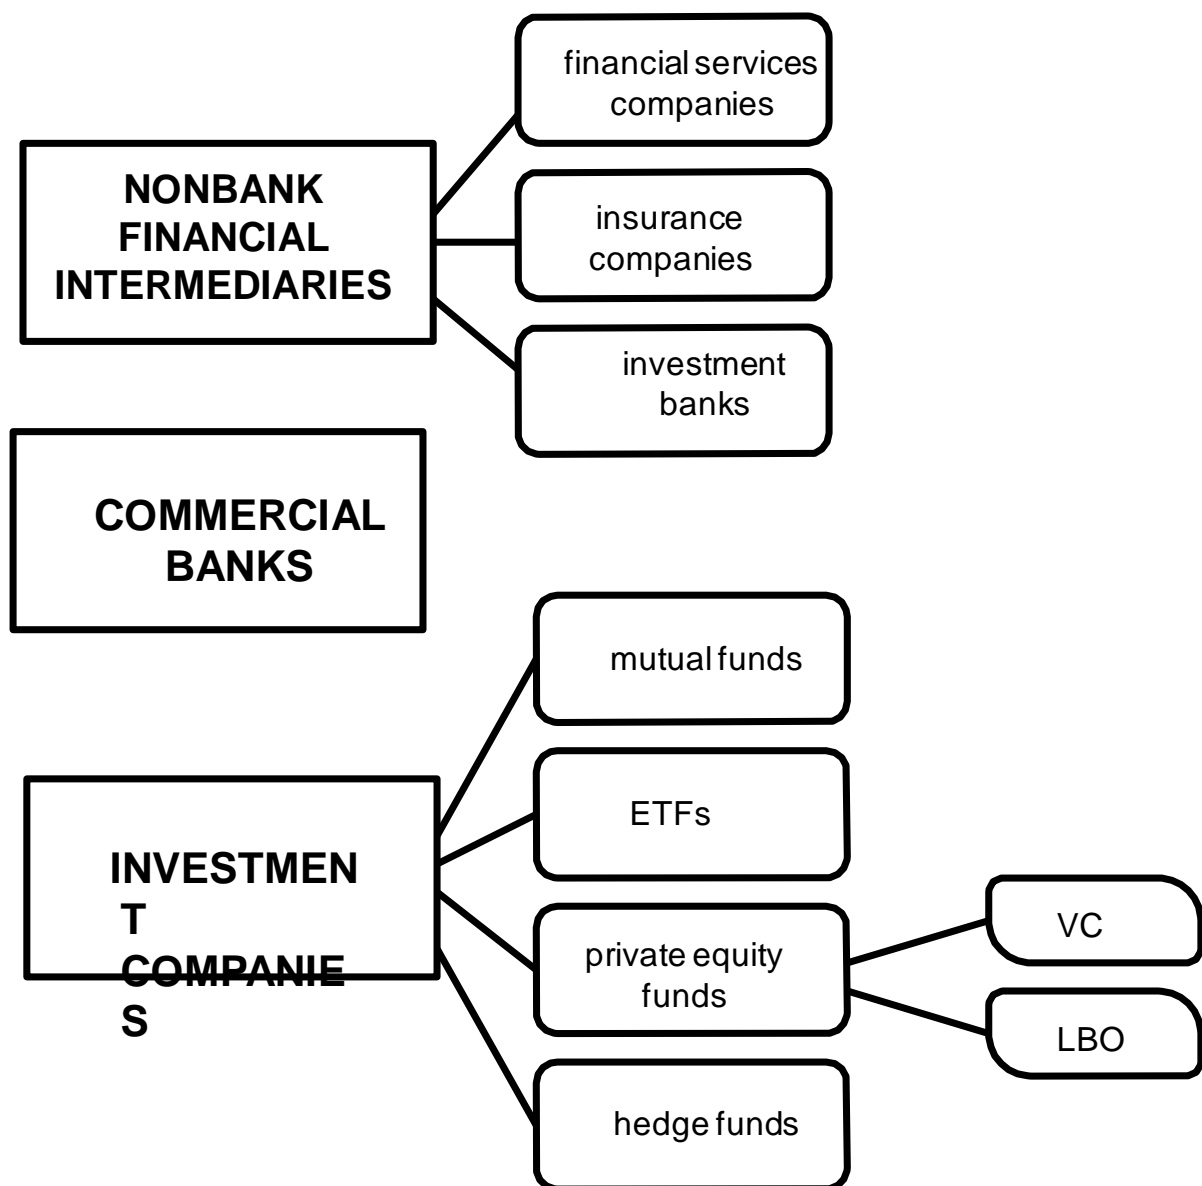 financial services
companies
NONBANK
FINANCIAL
INTERMEDIARIES
insurance
companies
investment
banks
COMMERCIAL
BANKS
mutual funds
ETFs
INVESTMEN
T
COMPANIE
S
private equity
funds
VC
LBO
hedge funds